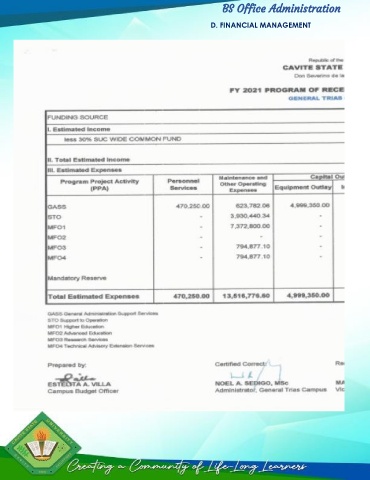 BS Office Administration
D. FINANCIAL MANAGEMENT
Republic of the
CAVITE STATE
Don Severino de la
FY 2021 PROGRAM OF RECE
GENERAL TRIAS
FUNDING SOURCE
I. Estimated Income
less 30% SUC WIDE COMMON FUND
II. Total Estimated Income
III. Estimated Expenses
Program Project Activity (PPA) Personnel Services Maintenance and Other Operating Expenses Capital Ou
Equipment Outlay
GASS 470,250.00 623,782.06 4,999,350.00
STO - 3,930,440.34 -
MFO1 - 7,372,800.00 -
MFO2 - - -
MFO3 - 794,877.10 -
MFO4 - 794,877.10 -
Mandatory Reserve
Total Estimated Expenses 470,250.00 13,516,776.60 4,999,350.00
GASS General Administration Support Services
STO Support to Operation
MFO1 Higher Education
MFO2 Advanced Education
MFO3 Research Services
MFO4 Technical Advisory Extension Services
Prepared by: Certified Correct: Re
ESTELITA A. VILLA NOEL A. SEDIGO, MSc MA
Campus Budget Officer Administrator, General Trias Campus Vic
Creating a Community of Life-Long Learners